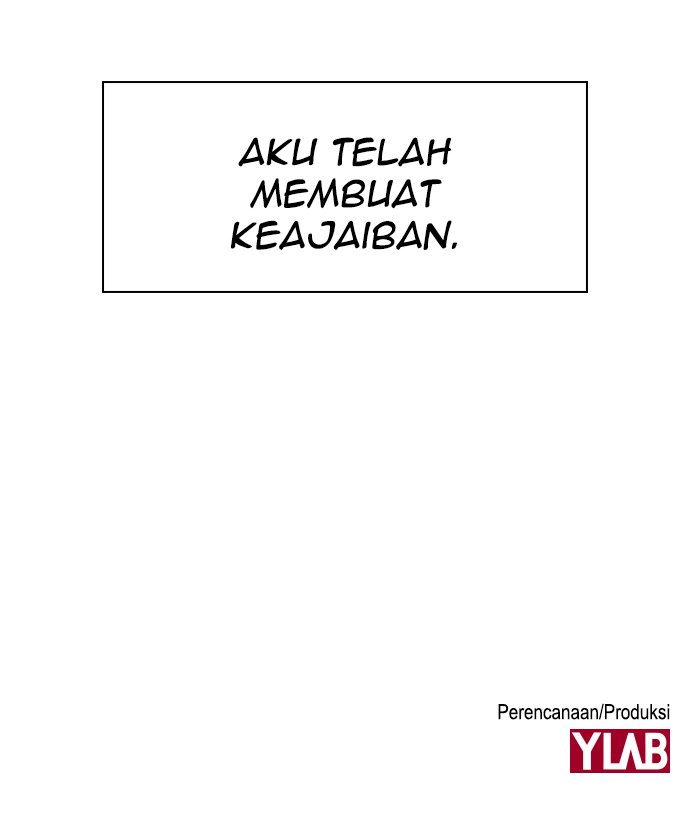 AKU TELAH
MEMBUAT
KEAJAIBAN.
Perencanaan/Produksi
YLAB